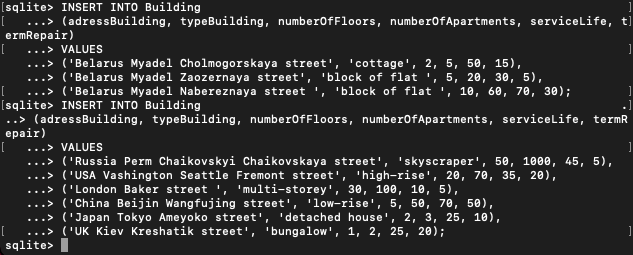 [sqlite> INSERT INTO Building ]
[   ...> (adressBuilding, typeBuilding, numberOfFloors, numberOfApartments, serviceLife, t]
ermRepair)
[   ...> VALUES ]
   ...> ('Belarus Myadel Cholmogorskaya street', 'cottage', 2, 5, 50, 15),
   ...> ('Belarus Myadel Zaozernaya street', 'block of flat ', 5, 20, 30, 5),
[   ...> ('Belarus Myadel Nabereznaya street ', 'block of flat ', 10, 60, 70, 30); ]
[sqlite> INSERT INTO Building .]
..> (adressBuilding, typeBuilding, numberOfFloors, numberOfApartments, serviceLife, termR]
epair)
[   ...> VALUES ]
   ...> ('Russia Perm Chaikovskyi Chaikovskaya street', 'skyscraper', 50, 1000, 45, 5),
   ...> ('USA Vashington Seattle Fremont street', 'high-rise', 20, 70, 35, 20),
   ...> ('London Baker street ', 'multi-storey', 30, 100, 10, 5),
   ...> ('China Beijin Wangfujing street', 'low-rise', 5, 50, 70, 50),
   ...> ('Japan Tokyo Ameyoko street', 'detached house', 2, 3, 25, 10),
[   ...> ('UK Kiev Kreshatik street', 'bungalow', 1, 2, 25, 20); ]
sqlite>